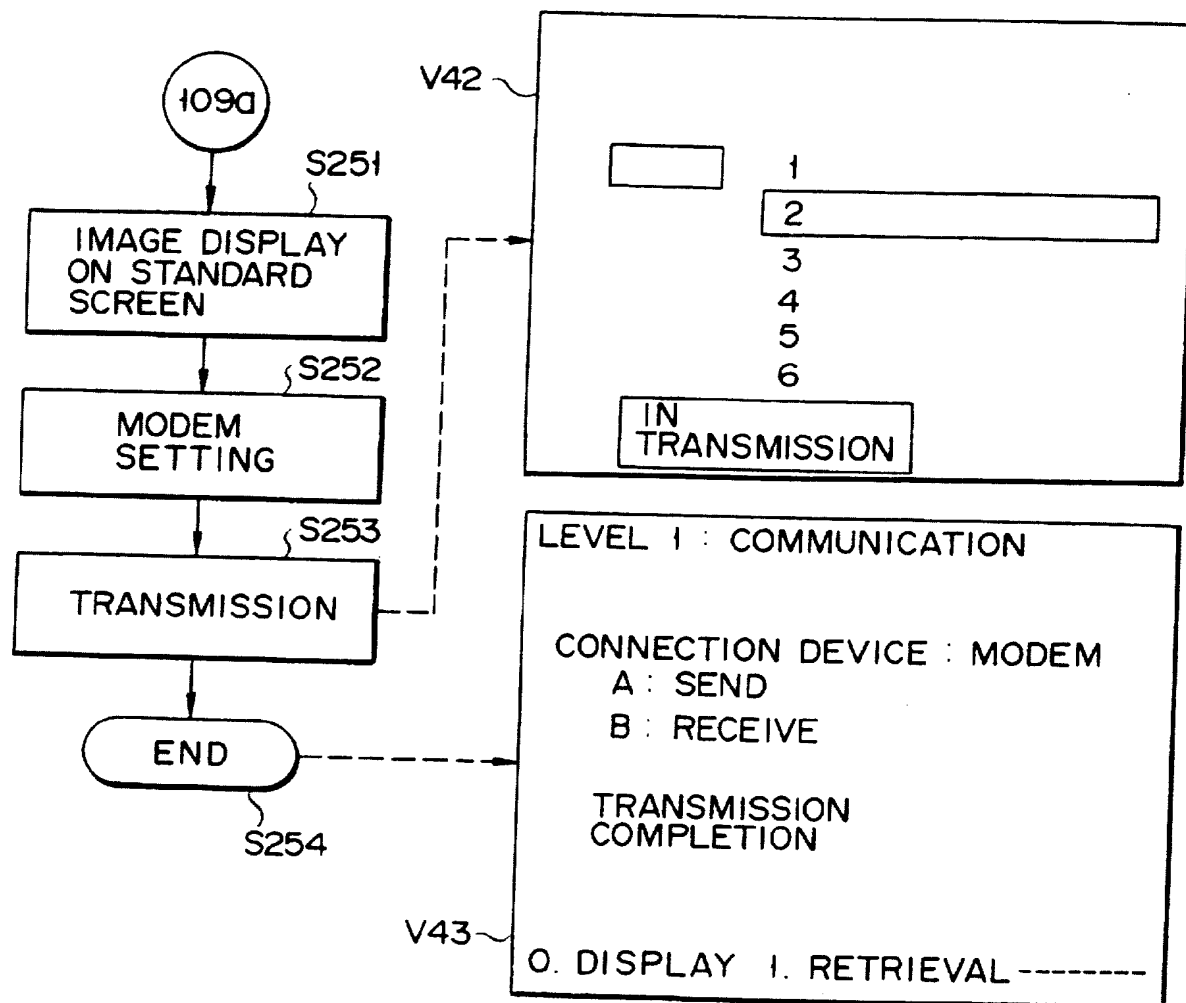 109a
S251
IMAGE DISPLAY
ON STANDARD
SCREEN
S252
MODEM
SETTING
S253
TRANSMISSION
END
S254
V42
1
2
3
4
5
6
IN
TRANSMISSION
LEVEL 1 : COMMUNICATION
CONNECTION DEVICE : MODEM
A : SEND
B : RECEIVE
TRANSMISSION
COMPLETION
V43
0. DISPLAY 1. RETRIEVAL --------